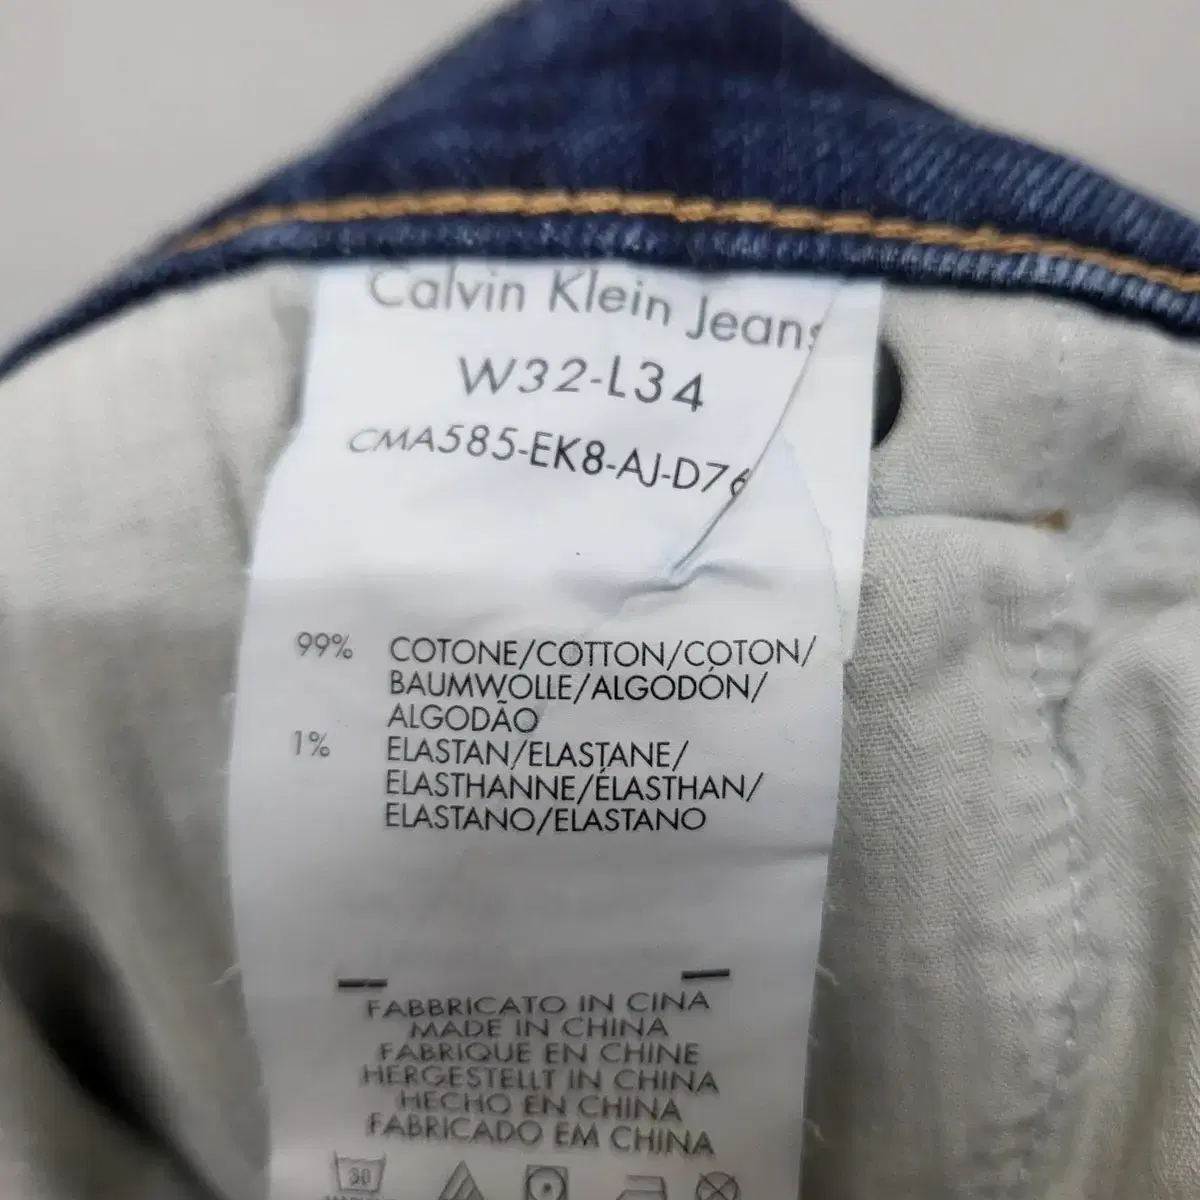 Calvin Klein Jeans
W32-L34
CMA585-EK8-AJ-D76
99% COTONE/COTTON/COTON/
BAUMWOLLE/ALGODÓN/
ALGODÃO
1% ELASTAN/ELASTANE/
ELASTHANNE/ÉLASTHAN/
ELASTANO/ELASTANO
FABBRICATO IN CINA
MADE IN CHINA
FABRIQUE EN CHINE
HERGESTELLT IN CHINA
HECHO EN CHINA
FABRICADO EM CHINA
30